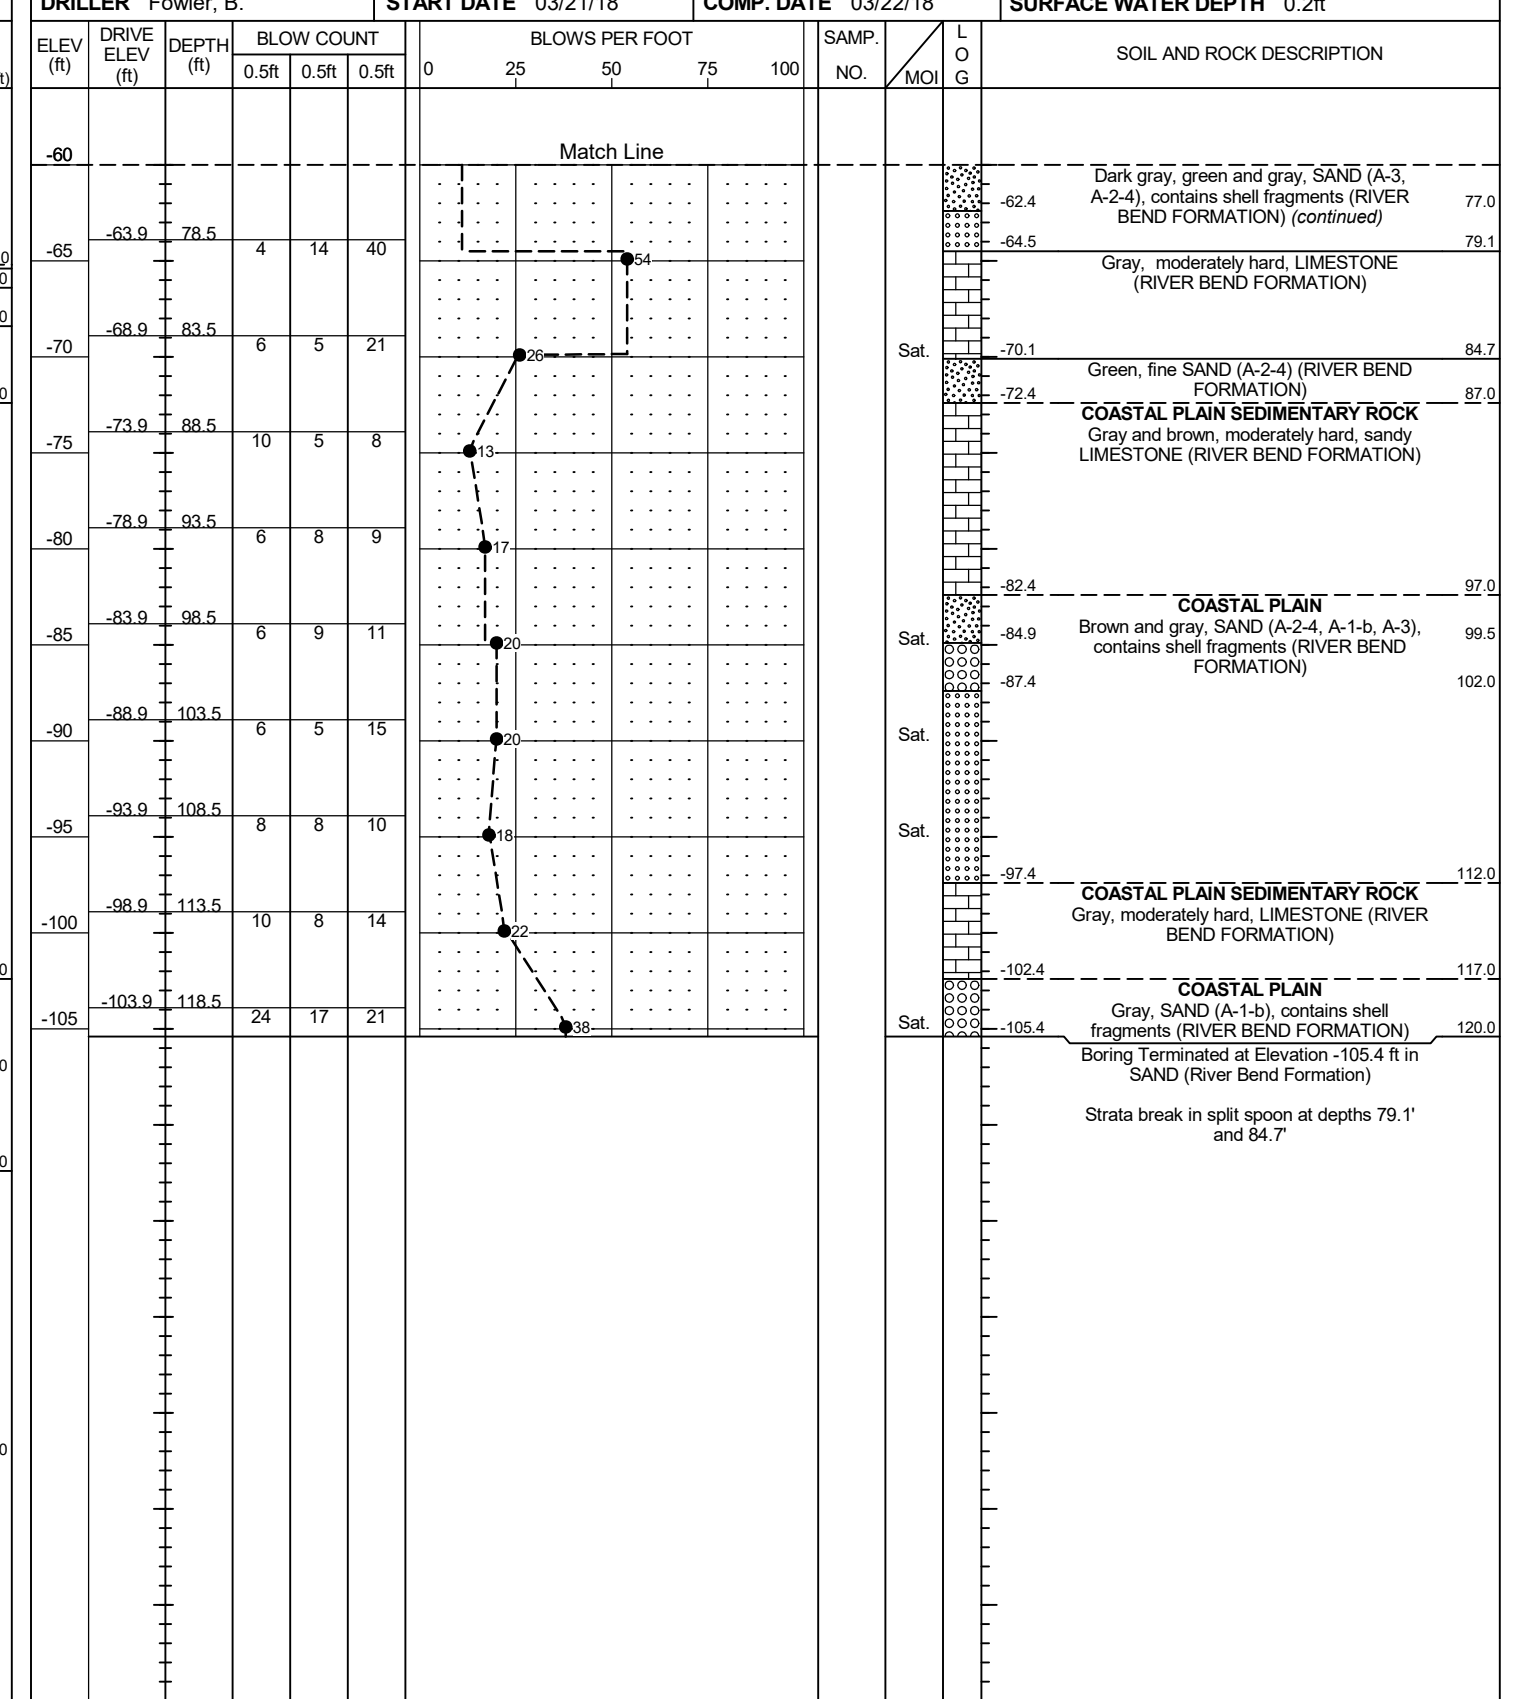 DRILLER Fowler, B. START DATE 03/21/18 COMP. DATE 03/22/18 SURFACE WATER DEPTH 0.2ft
ELEV (ft) DRIVE ELEV (ft) DEPTH (ft) BLOW COUNT BLOWS PER FOOT SAMP. NO. MOI L O G SOIL AND ROCK DESCRIPTION
0.5ft 0.5ft 0.5ft 0 25 50 75 100
Match Line
-60
Dark gray, green and gray, SAND (A-3,
-62.4 A-2-4), contains shell fragments (RIVER 77.0
BEND FORMATION) (continued)
-63.9 78.5
-64.5 79.1
-65 4 14 40 54
Gray, moderately hard, LIMESTONE
(RIVER BEND FORMATION)
-68.9 83.5
-70 6 5 21 26 Sat. -70.1 84.7
Green, fine SAND (A-2-4) (RIVER BEND
FORMATION)
-72.4 87.0
COASTAL PLAIN SEDIMENTARY ROCK
-73.9 88.5
Gray and brown, moderately hard, sandy
-75 10 5 8 13
LIMESTONE (RIVER BEND FORMATION)
-78.9 93.5
-80 6 8 9 17
-82.4 97.0
COASTAL PLAIN
-83.9 98.5
Brown and gray, SAND (A-2-4, A-1-b, A-3),
-85 6 9 11 20 Sat. -84.9 99.5
contains shell fragments (RIVER BEND
FORMATION)
-87.4 102.0
-88.9 103.5
-90 6 5 15 20 Sat.
-93.9 108.5
-95 8 8 10 18 Sat.
-97.4 112.0
COASTAL PLAIN SEDIMENTARY ROCK
-98.9 113.5
Gray, moderately hard, LIMESTONE (RIVER
-100 10 8 14 22
BEND FORMATION)
-102.4 117.0
COASTAL PLAIN
-103.9 118.5
Gray, SAND (A-1-b), contains shell
-105 24 17 21 38 Sat.
-105.4 fragments (RIVER BEND FORMATION) 120.0
Boring Terminated at Elevation -105.4 ft in
SAND (River Bend Formation)
Strata break in split spoon at depths 79.1'
and 84.7'